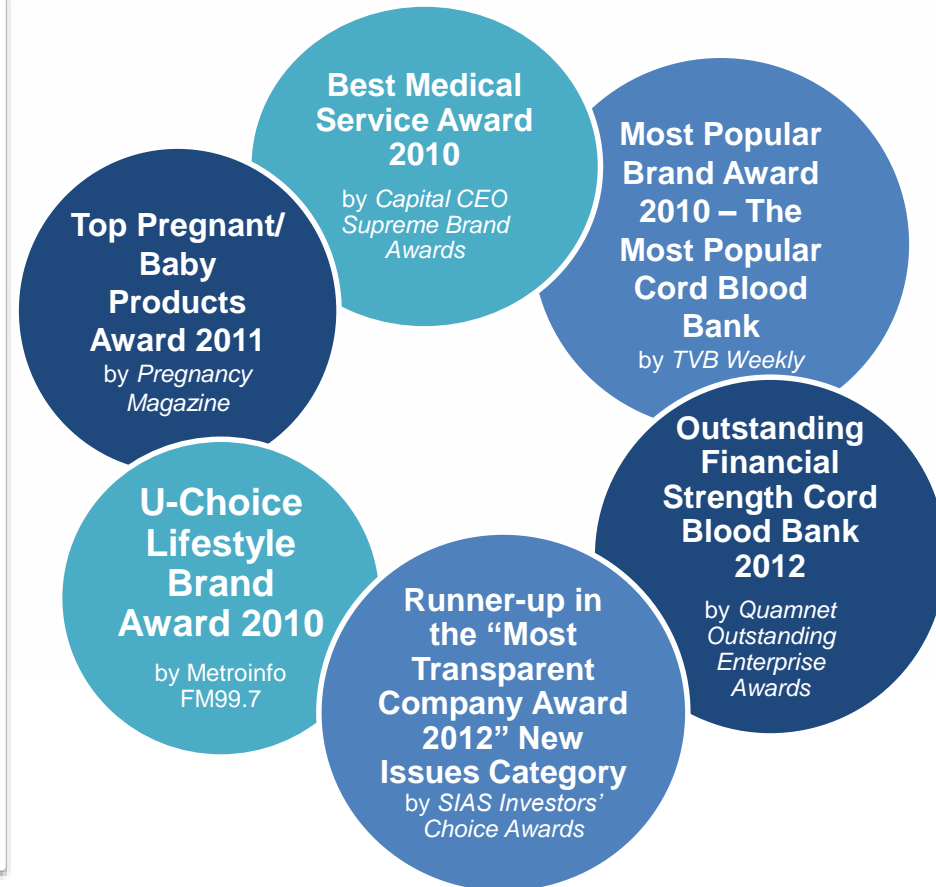 Best Medical
Service Award
2010
by Capital CEO
Supreme Brand
Awards
Most Popular
Brand Award
2010 – The
Most Popular
Cord Blood
Bank
by TVB Weekly
Outstanding
Financial
Strength Cord
Blood Bank
2012
by Quamnet
Outstanding
Enterprise
Awards
Runner-up in
the “Most
Transparent
Company Award
2012” New
Issues Category
by SIAS Investors’
Choice Awards
U-Choice
Lifestyle
Brand
Award 2010
by Metroinfo
FM99.7
Top Pregnant/
Baby
Products
Award 2011
by Pregnancy
Magazine